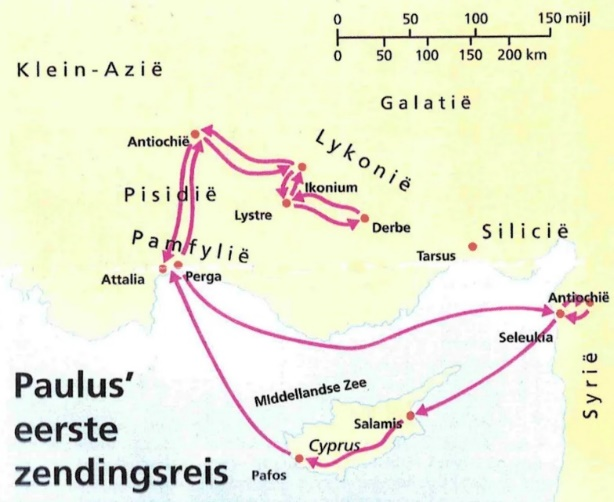 0 50 100 150 mijl
0 50 100 150 200 km
Klein-Azië
Galatië
Antiochië
Lykonië
Ikonium
Pisidië
Lystre
Derbe
Silicië
Pamfylië
Tarsus
Attalia
Perga
Antiochië
Seleukia
Syrië
MIddellandse Zee
Salamis
Cyprus
Pafos
Paulus’
eerste
zendingsreis